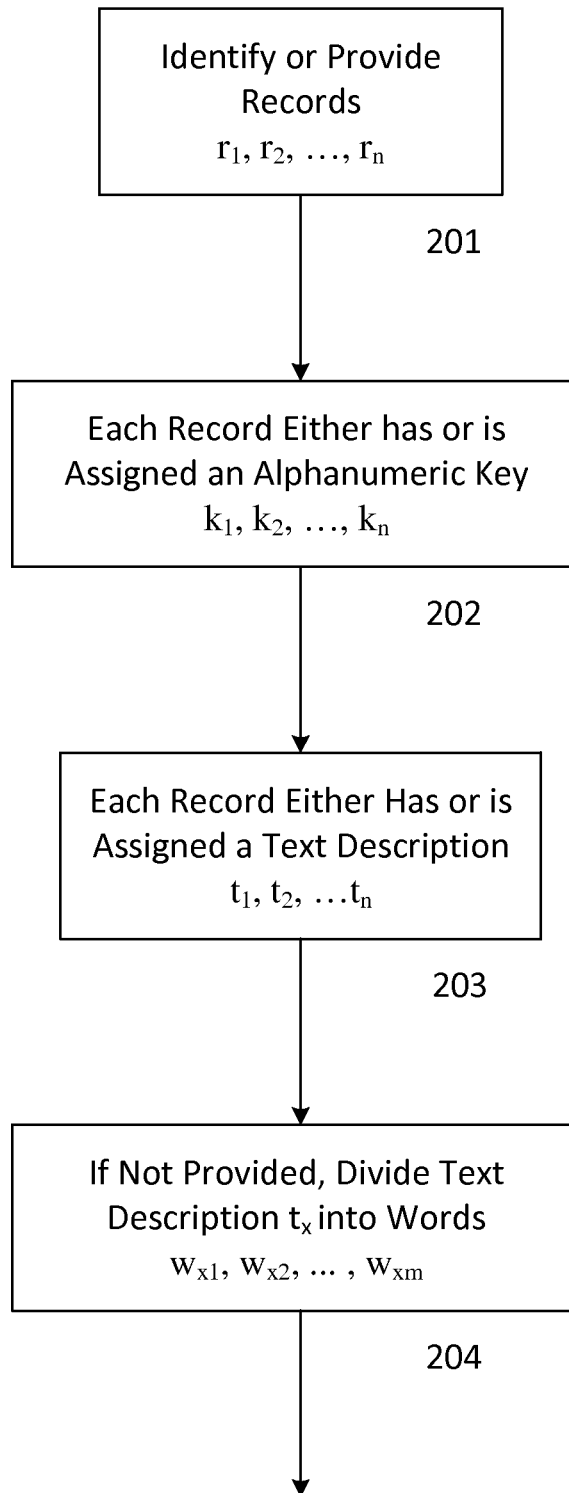 Identify or Provide
Records
r₁, r₂, …, rₙ
201
Each Record Either has or is
Assigned an Alphanumeric Key
k₁, k₂, …, kₙ
202
Each Record Either Has or is
Assigned a Text Description
t₁, t₂, …tₙ
203
If Not Provided, Divide Text
Description tₓ into Words
wₓ₁, wₓ₂, ... , wₓₘ
204